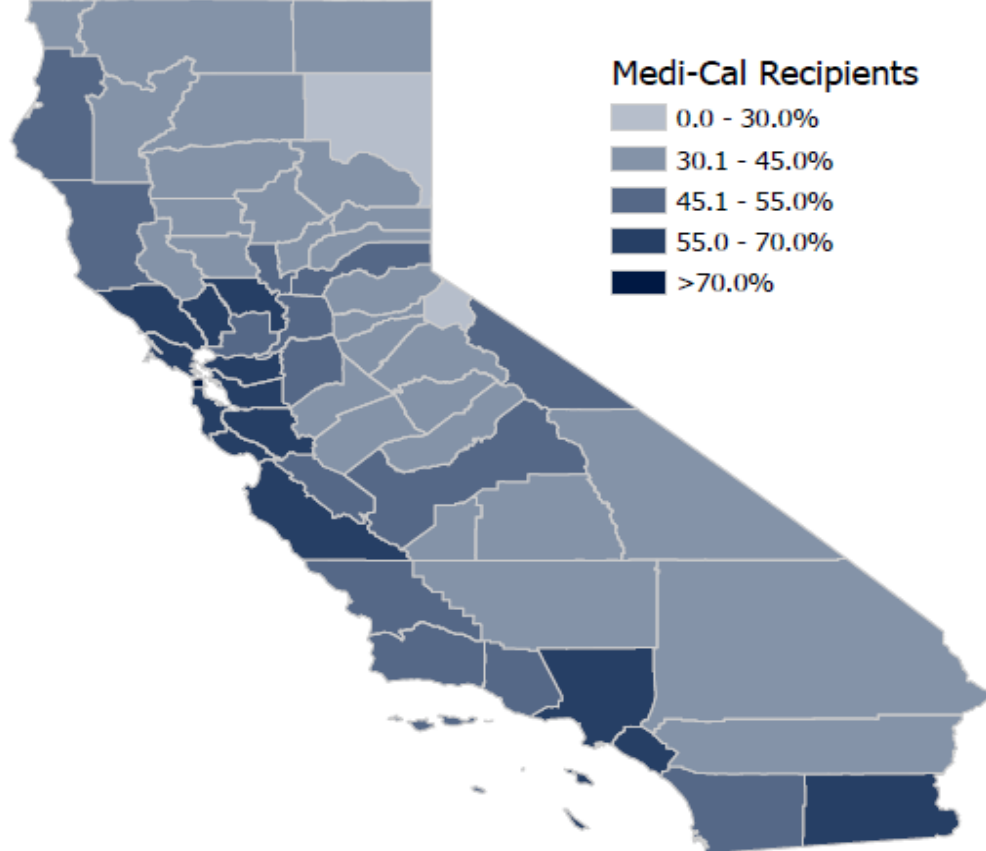 Medi-Cal Recipients
0.0 - 30.0%
30.1 - 45.0%
45.1 - 55.0%
55.0 - 70.0%
>70.0%